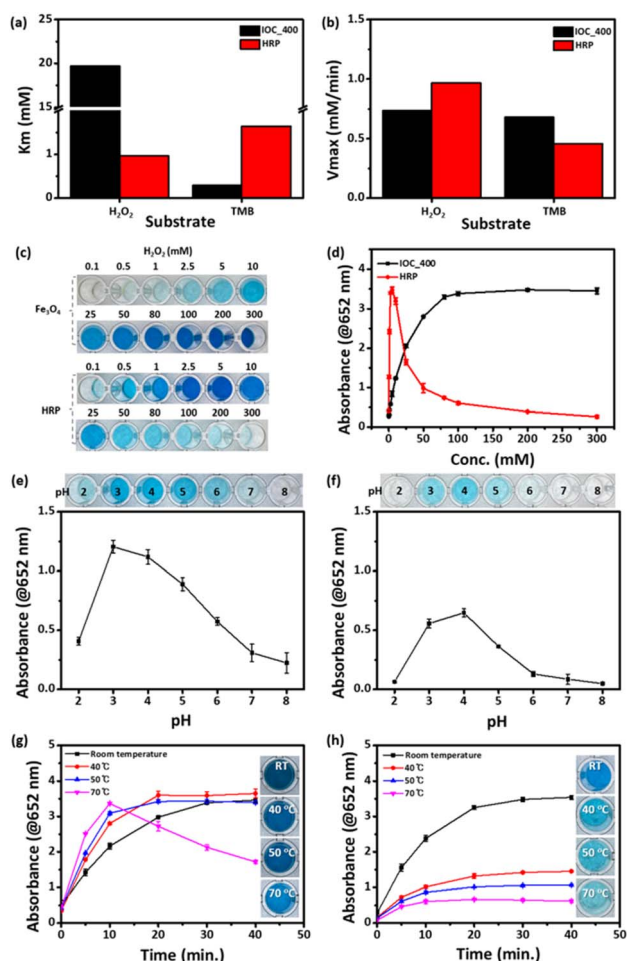 (a)
IOC_400
HRP
20
15
1
0
Km (mM)
H₂O₂
TMB
Substrate
(b)
IOC_400
HRP
1.5
1.0
0.5
0.0
Vmax (mM/min)
H₂O₂
TMB
Substrate
(c)
H₂O₂ (mM)
0.1 0.5 1 2.5 5 10
Fe₃O₄
25 50 80 100 200 300
0.1 0.5 1 2.5 5 10
HRP
25 50 80 100 200 300
(d)
IOC_400
HRP
4
3
2
1
0
Absorbance (@652 nm)
0 50 100 150 200 250 300
Conc. (mM)
(e)
pH 2 3 4 5 6 7 8
1.5
1.0
0.5
0.0
Absorbance (@652 nm)
2 3 4 5 6 7 8
pH
(f)
pH 2 3 4 5 6 7 8
1.5
1.0
0.5
0.0
Absorbance (@652 nm)
2 3 4 5 6 7 8
pH
(g)
Room temperature
40℃
50℃
70℃
RT
40 °C
50 °C
70 °C
5
4
3
2
1
0
Absorbance (@652 nm)
0 10 20 30 40 50
Time (min.)
(h)
Room temperature
40℃
50℃
70℃
RT
40 °C
50 °C
70 °C
5
4
3
2
1
0
Absorbance (@652 nm)
0 10 20 30 40 50
Time (min.)